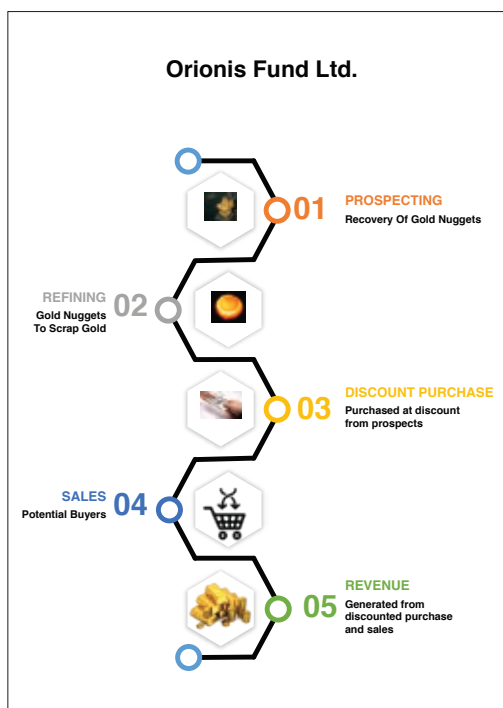 Orionis Fund Ltd.
01
PROSPECTING
Recovery Of Gold Nuggets
REFINING
02
Gold Nuggets
To Scrap Gold
03
DISCOUNT PURCHASE
Purchased at discount
from prospects
SALES
04
Potential Buyers
05
REVENUE
Generated from
discounted purchase
and sales